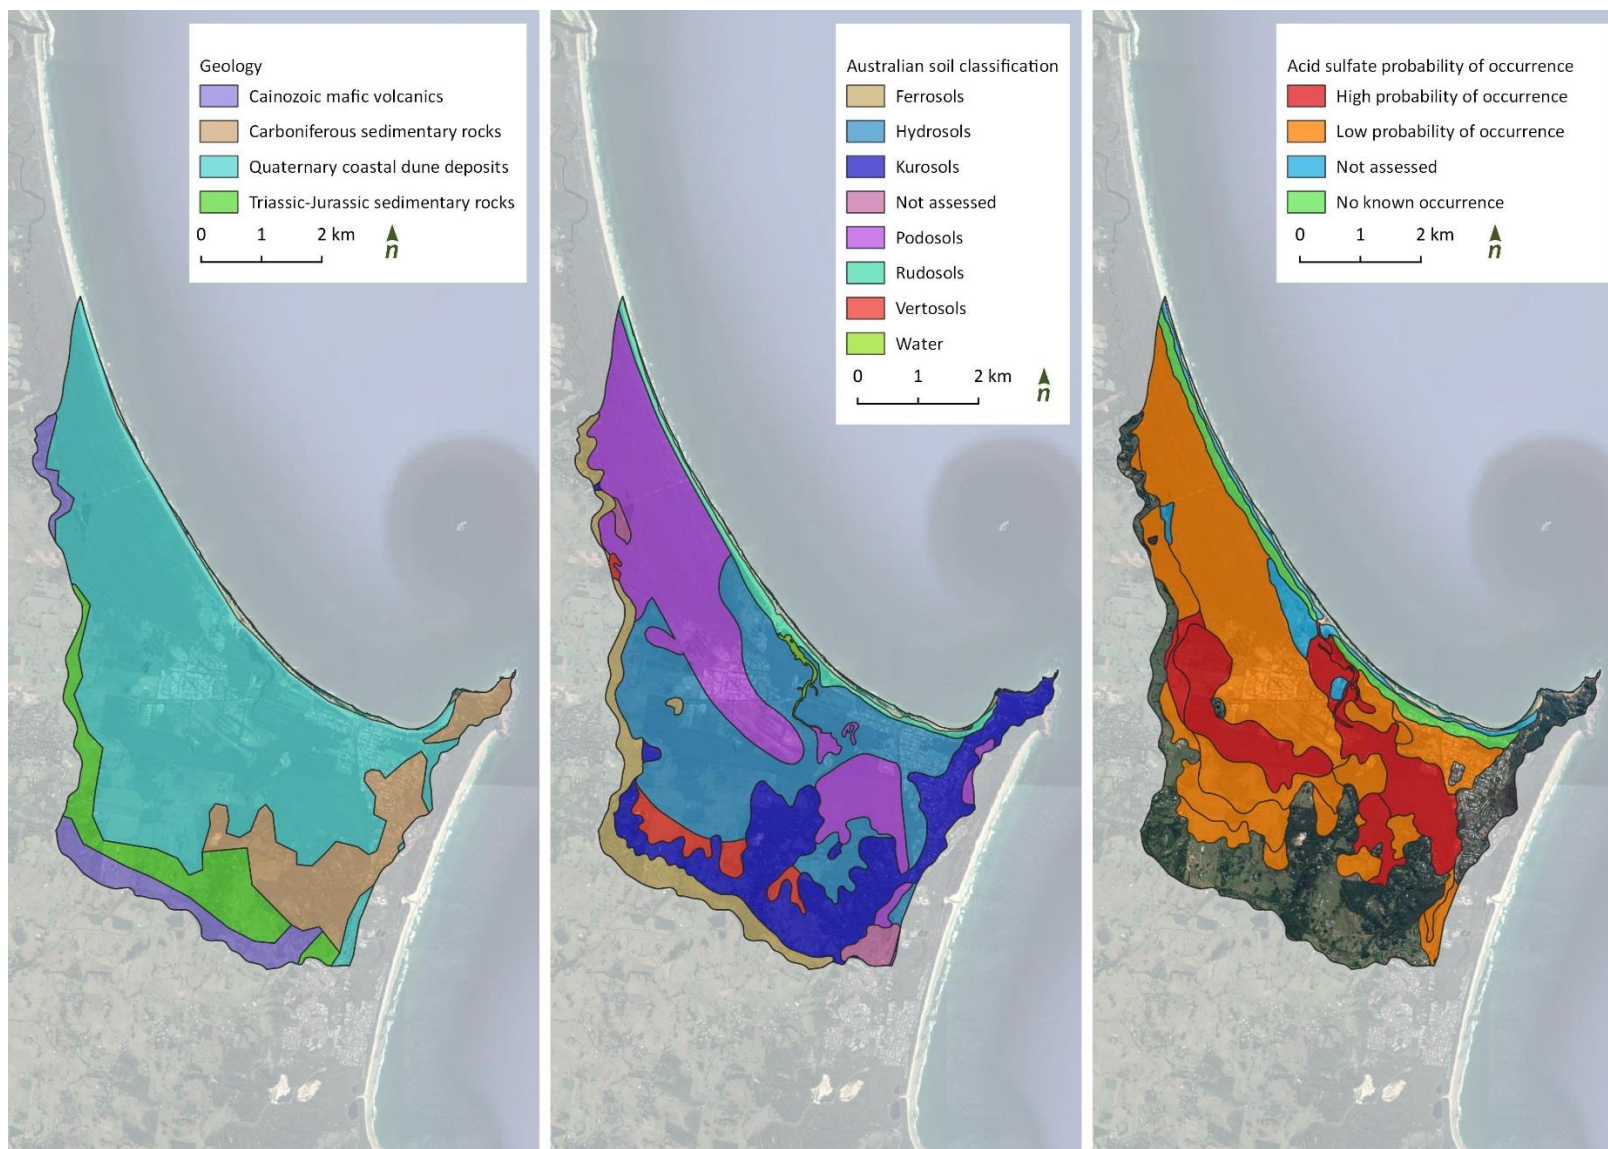 Geology
Cainozoic mafic volcanics
Carboniferous sedimentary rocks
Quaternary coastal dune deposits
Triassic-Jurassic sedimentary rocks
0 1 2 km
n
Australian soil classification
Ferrosols
Hydrosols
Kurosols
Not assessed
Podosols
Rudosols
Vertosols
Water
0 1 2 km
n
Acid sulfate probability of occurrence
High probability of occurrence
Low probability of occurrence
Not assessed
No known occurrence
0 1 2 km
n